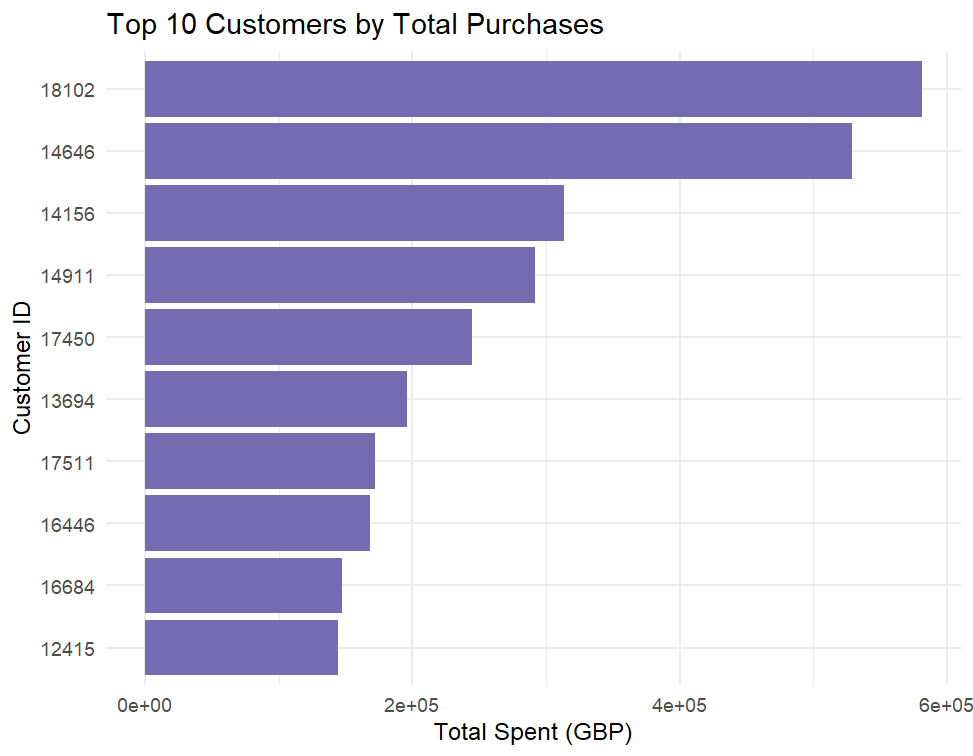 Top 10 Customers by Total Purchases
Customer ID
18102
14646
14156
14911
17450
13694
17511
16446
16684
12415
0e+00 2e+05 4e+05 6e+05
Total Spent (GBP)